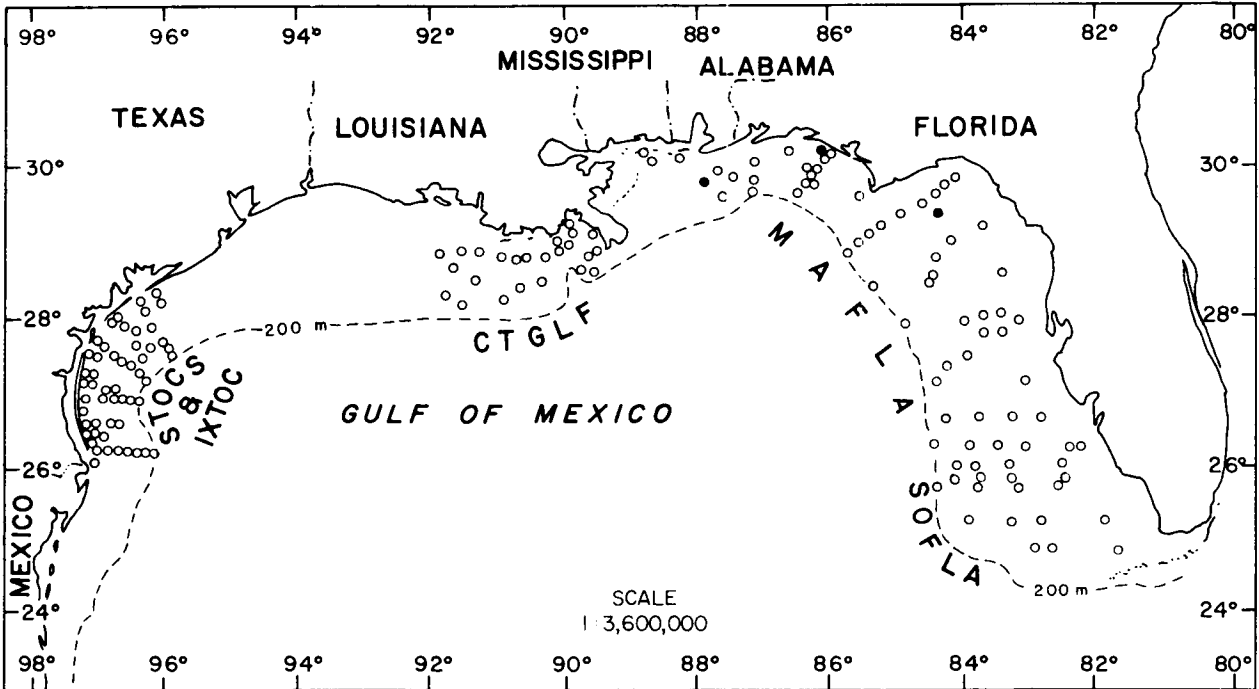 98° 96° 94° 92° 90° 88° 86° 84° 82° 80°
MISSISSIPPI ALABAMA
TEXAS LOUISIANA FLORIDA
30° 30°
MAFLA
28° 200 m CTGLF 28°
STOCS
&
IXTOC
GULF OF MEXICO
26° 26°
MEXICO
SOFLA
200 m
24° 24°
SCALE
1:3,600,000
98° 96° 94° 92° 90° 88° 86° 84° 82° 80°